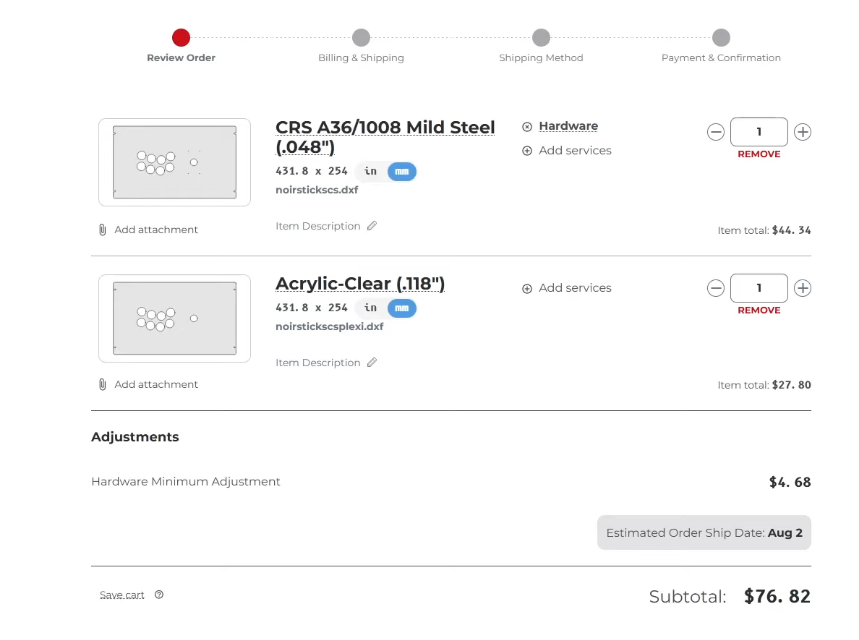 Review Order
Billing & Shipping
Shipping Method
Payment & Confirmation
CRS A36/1008 Mild Steel
(.048")
431.8 x 254 in mm
noirstickscs.dxf
Item Description
Add attachment
Hardware
Add services
1
REMOVE
Item total: $44.34
Acrylic-Clear (.118")
431.8 x 254 in mm
noirstickscsplexi.dxf
Item Description
Add attachment
Add services
1
REMOVE
Item total: $27.80
Adjustments
Hardware Minimum Adjustment $4.68
Estimated Order Ship Date: Aug 2
Save cart
Subtotal: $76.82